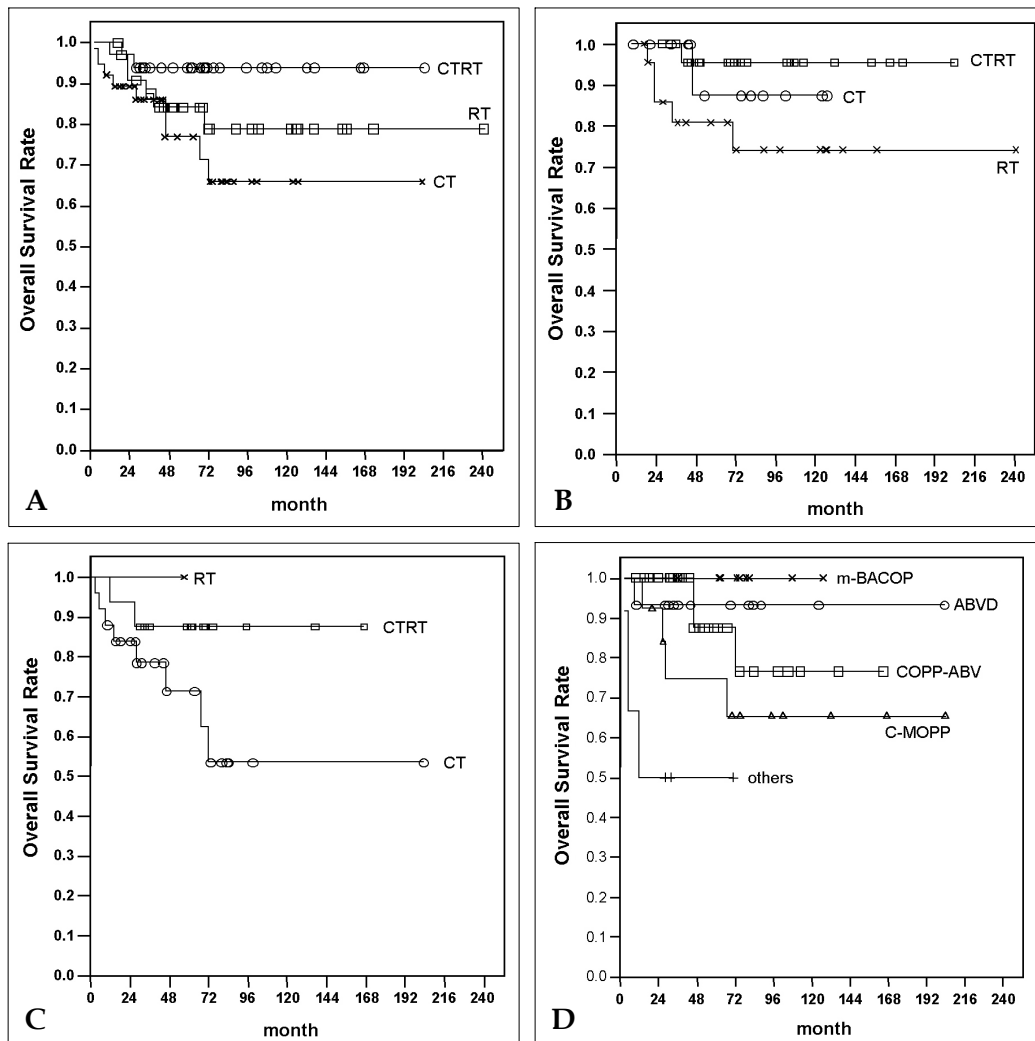 Overall Survival Rate
1.0
0.9
0.8
0.7
0.6
0.5
0.4
0.3
0.2
0.1
0.0
CTRT
RT
CT
0 24 48 72 96 120 144 168 192 216 240
month
A
Overall Survival Rate
1.0
0.9
0.8
0.7
0.6
0.5
0.4
0.3
0.2
0.1
0.0
CTRT
CT
RT
0 24 48 72 96 120 144 168 192 216 240
month
B
Overall Survival Rate
1.0
0.9
0.8
0.7
0.6
0.5
0.4
0.3
0.2
0.1
0.0
RT
CTRT
CT
0 24 48 72 96 120 144 168 192 216 240
month
C
Overall Survival Rate
1.0
0.9
0.8
0.7
0.6
0.5
0.4
0.3
0.2
0.1
0.0
m-BACOP
ABVD
COPP-ABV
C-MOPP
others
0 24 48 72 96 120 144 168 192 216 240
month
D